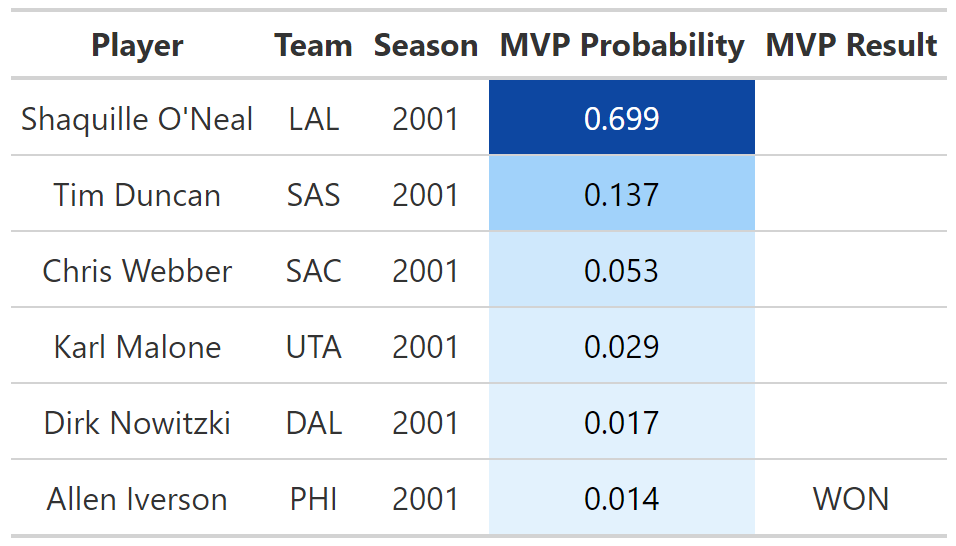 Player Team Season MVP Probability MVP Result
Shaquille O'Neal LAL 2001 0.699
Tim Duncan SAS 2001 0.137
Chris Webber SAC 2001 0.053
Karl Malone UTA 2001 0.029
Dirk Nowitzki DAL 2001 0.017
Allen Iverson PHI 2001 0.014 WON